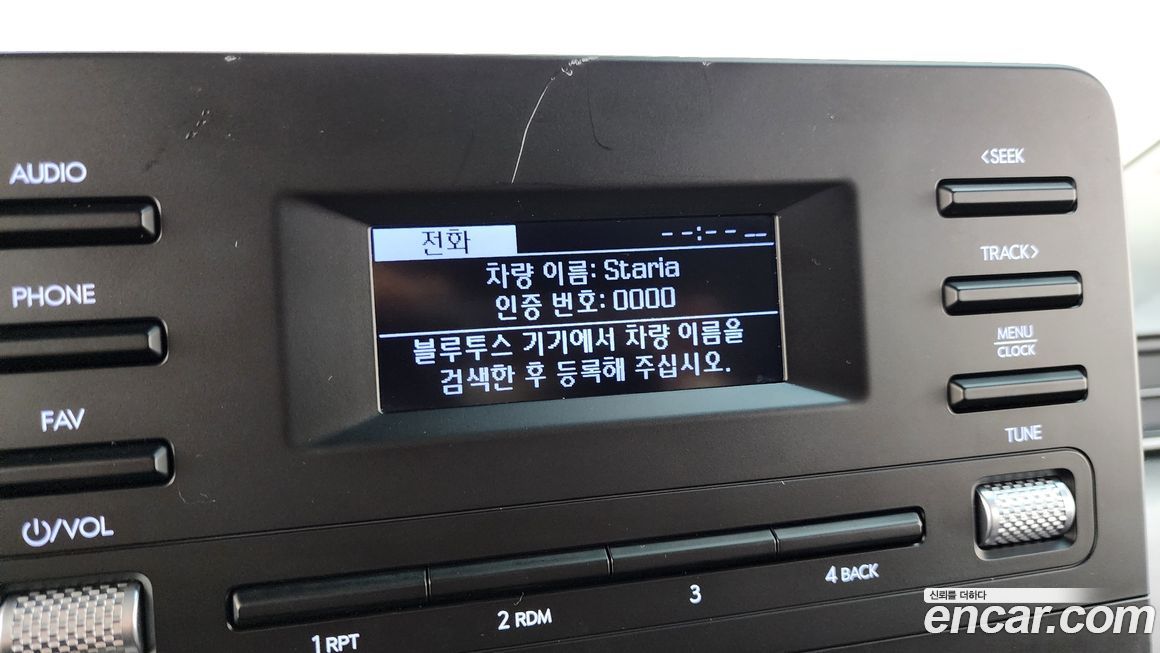 AUDIO
PHONE
FAV
/VOL
전화
--:-- __
차량 이름: Staria
인증 번호: 0000
블루투스 기기에서 차량 이름을
검색한 후 등록해 주십시오.
<SEEK
TRACK>
MENU
CLOCK
TUNE
1 RPT
2 RDM
3
4 BACK
신뢰를 더하다
encar.com